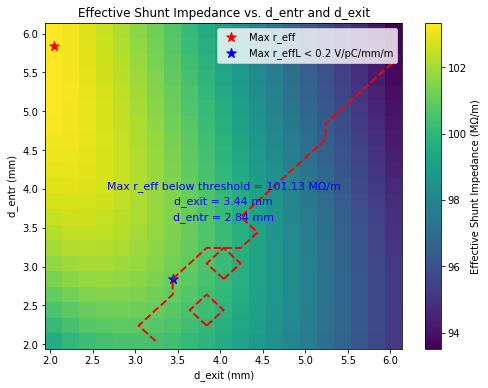 Effective Shunt Impedance vs. d_entr and d_exit
Max r_eff
Max r_effL < 0.2 V/pC/mm/m
Max r_eff below threshold = 101.13 MΩ/m
d_exit = 3.44 mm
d_entr = 2.84 mm
6.0
5.5
5.0
4.5
4.0
3.5
3.0
2.5
2.0
d_entr (mm)
2.0 2.5 3.0 3.5 4.0 4.5 5.0 5.5 6.0
d_exit (mm)
102
100
98
96
94
Effective Shunt Impedance (MΩ/m)